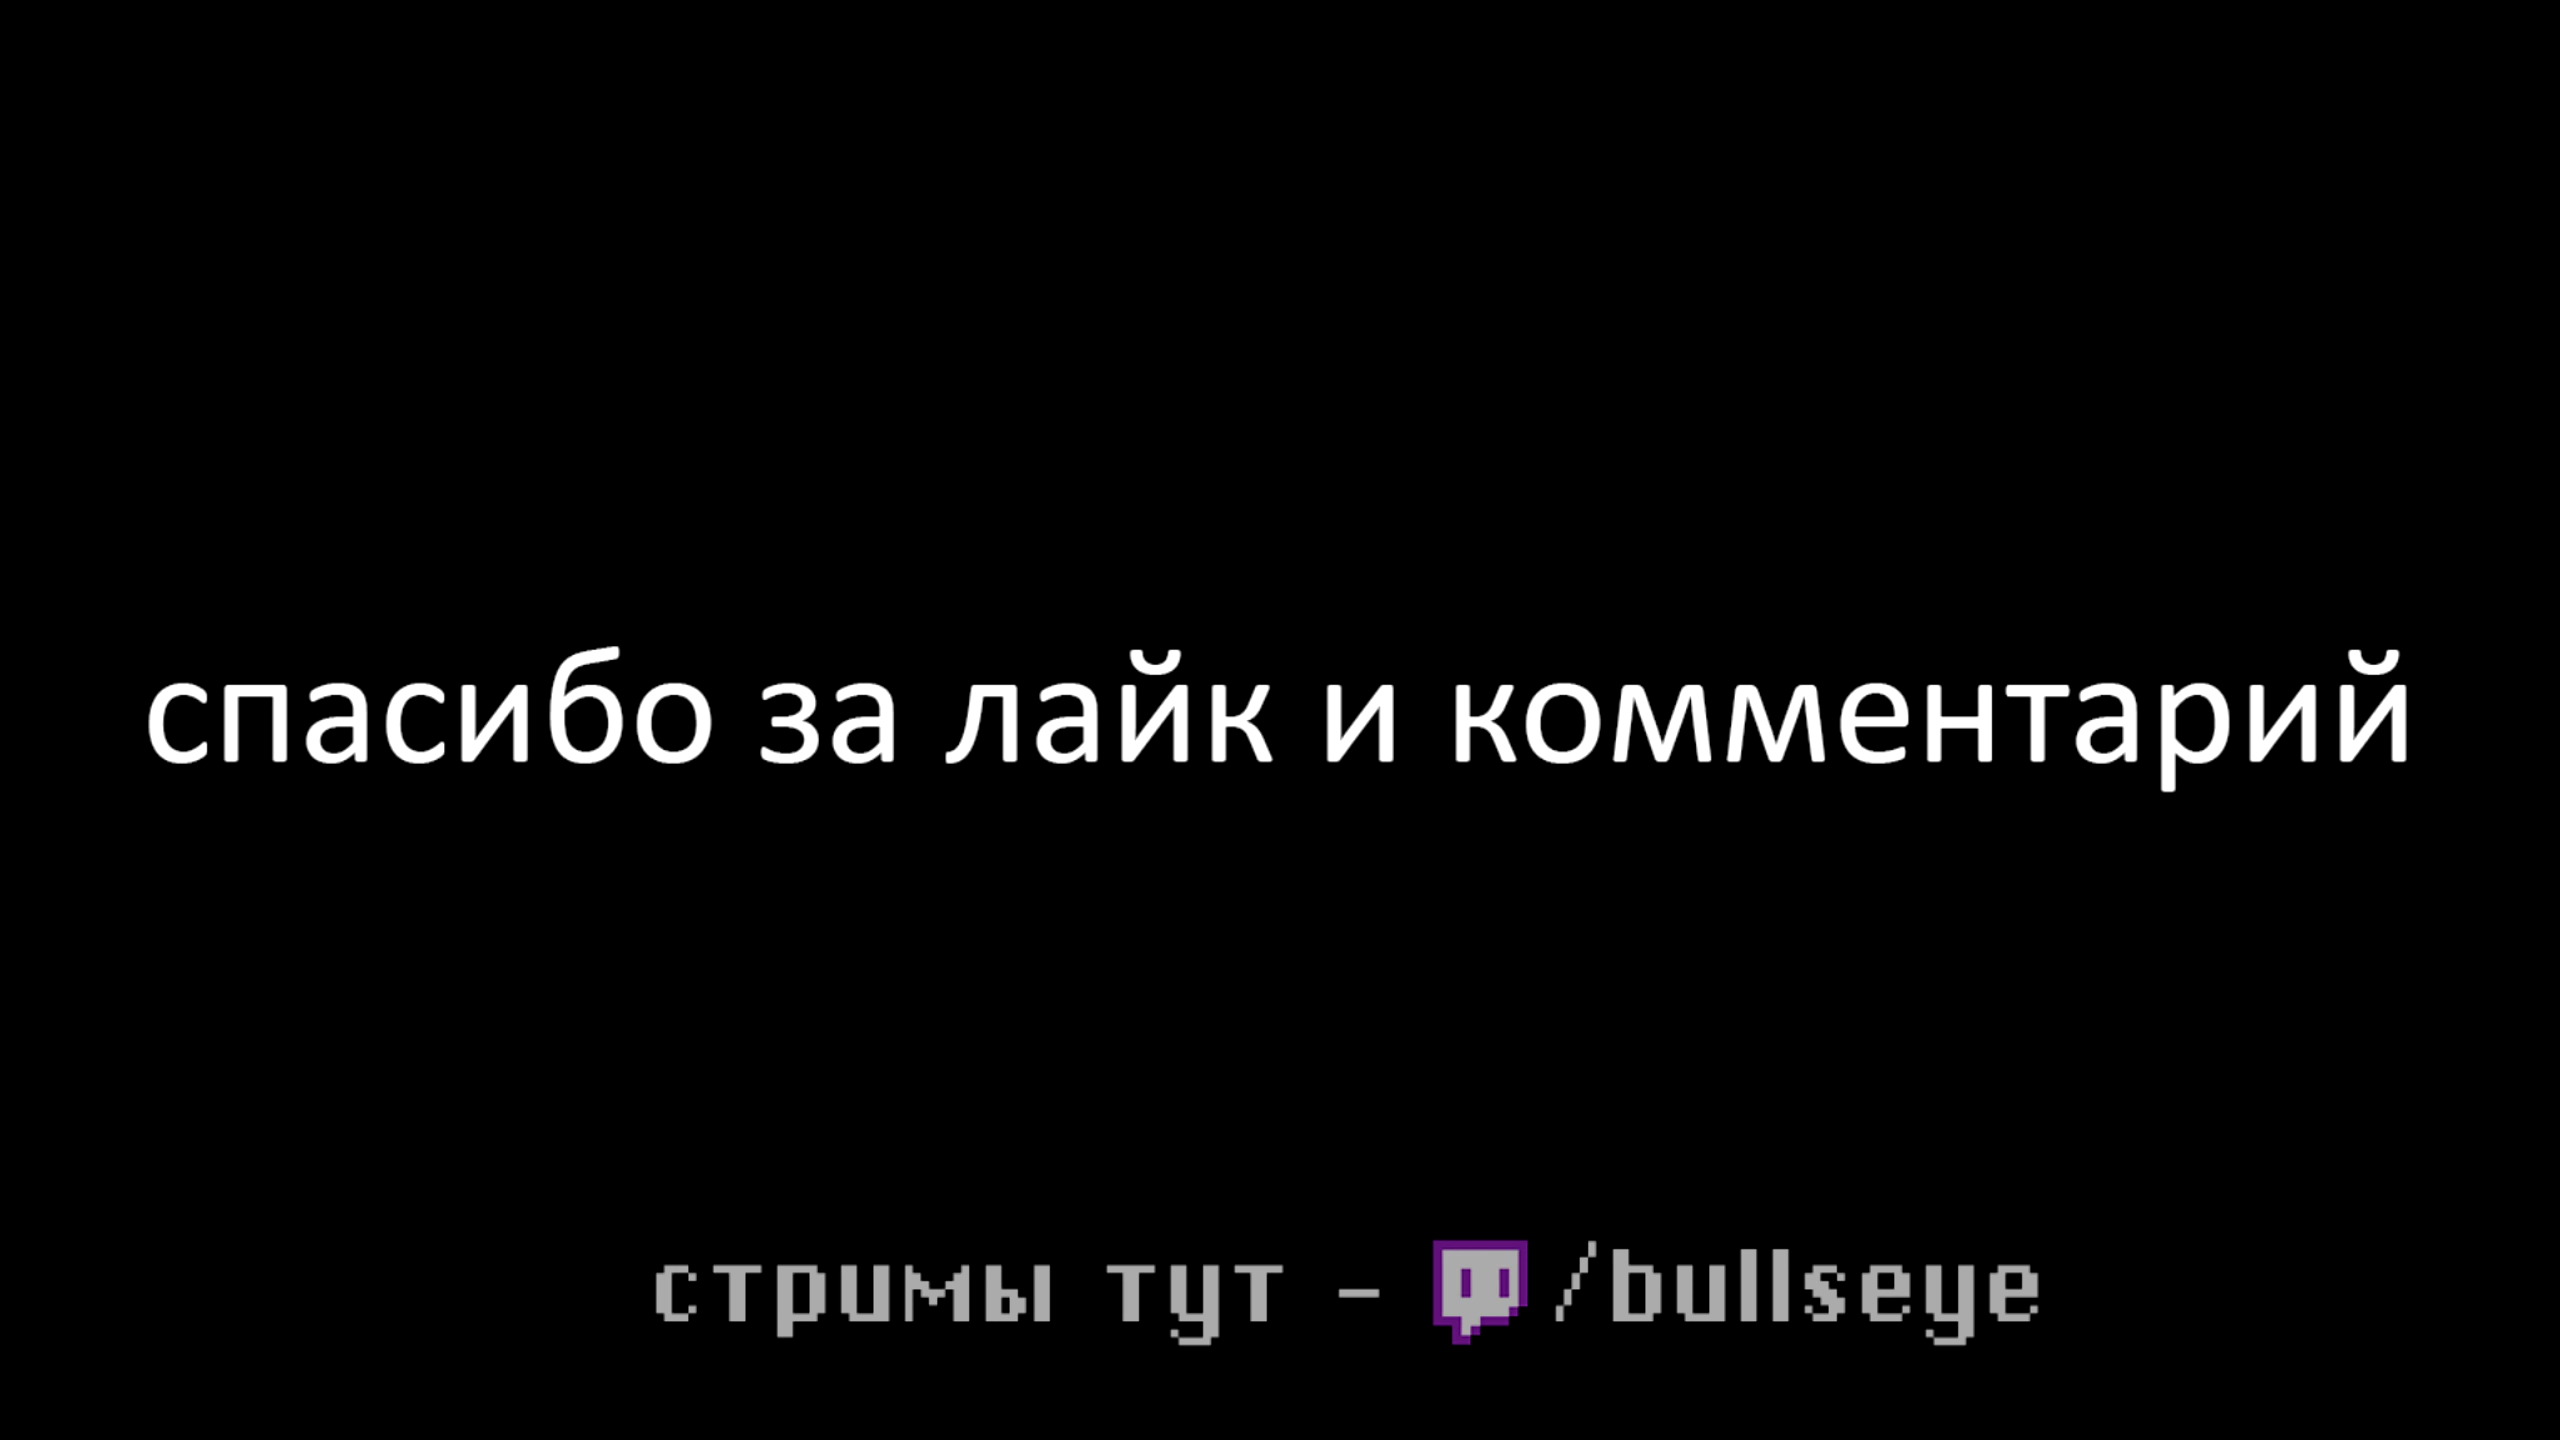 спасибо за лайк и комментарий
стримы тут - /bullseye